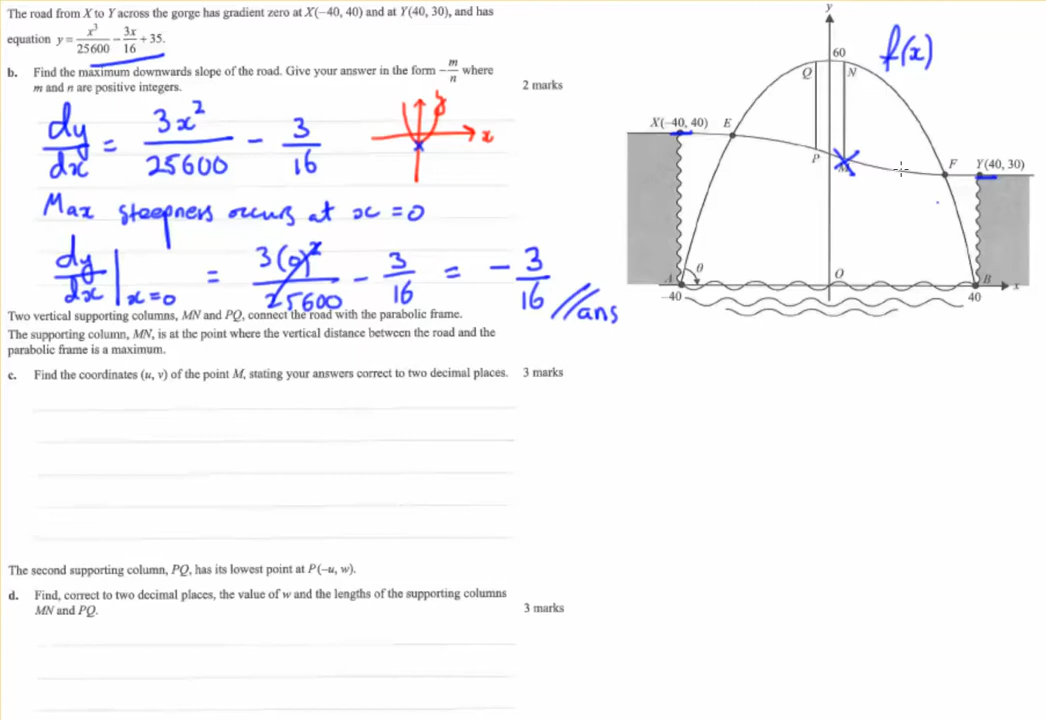 The road from X to Y across the gorge has gradient zero at X(−40, 40) and at Y(40, 30), and has
equation y = x³/25600 − 3x/16 + 35.
b. Find the maximum downwards slope of the road. Give your answer in the form −m/n where
m and n are positive integers.
2 marks
dy/dx = 3x²/25600 − 3/16
y
x
Max steepness occurs at x = 0
dy/dx | x=0 = 3(0)²/25600 − 3/16 = −3/16 //ans
Two vertical supporting columns, MN and PQ, connect the road with the parabolic frame.
The supporting column, MN, is at the point where the vertical distance between the road and the
parabolic frame is a maximum.
c. Find the coordinates (u, v) of the point M, stating your answers correct to two decimal places. 3 marks
The second supporting column, PQ, has its lowest point at P(−u, w).
d. Find, correct to two decimal places, the value of w and the lengths of the supporting columns
MN and PQ.
3 marks
y
60
f(x)
Q
N
X(−40, 40)
E
P
M
F
Y(40, 30)
A
θ
O
B
x
−40
40